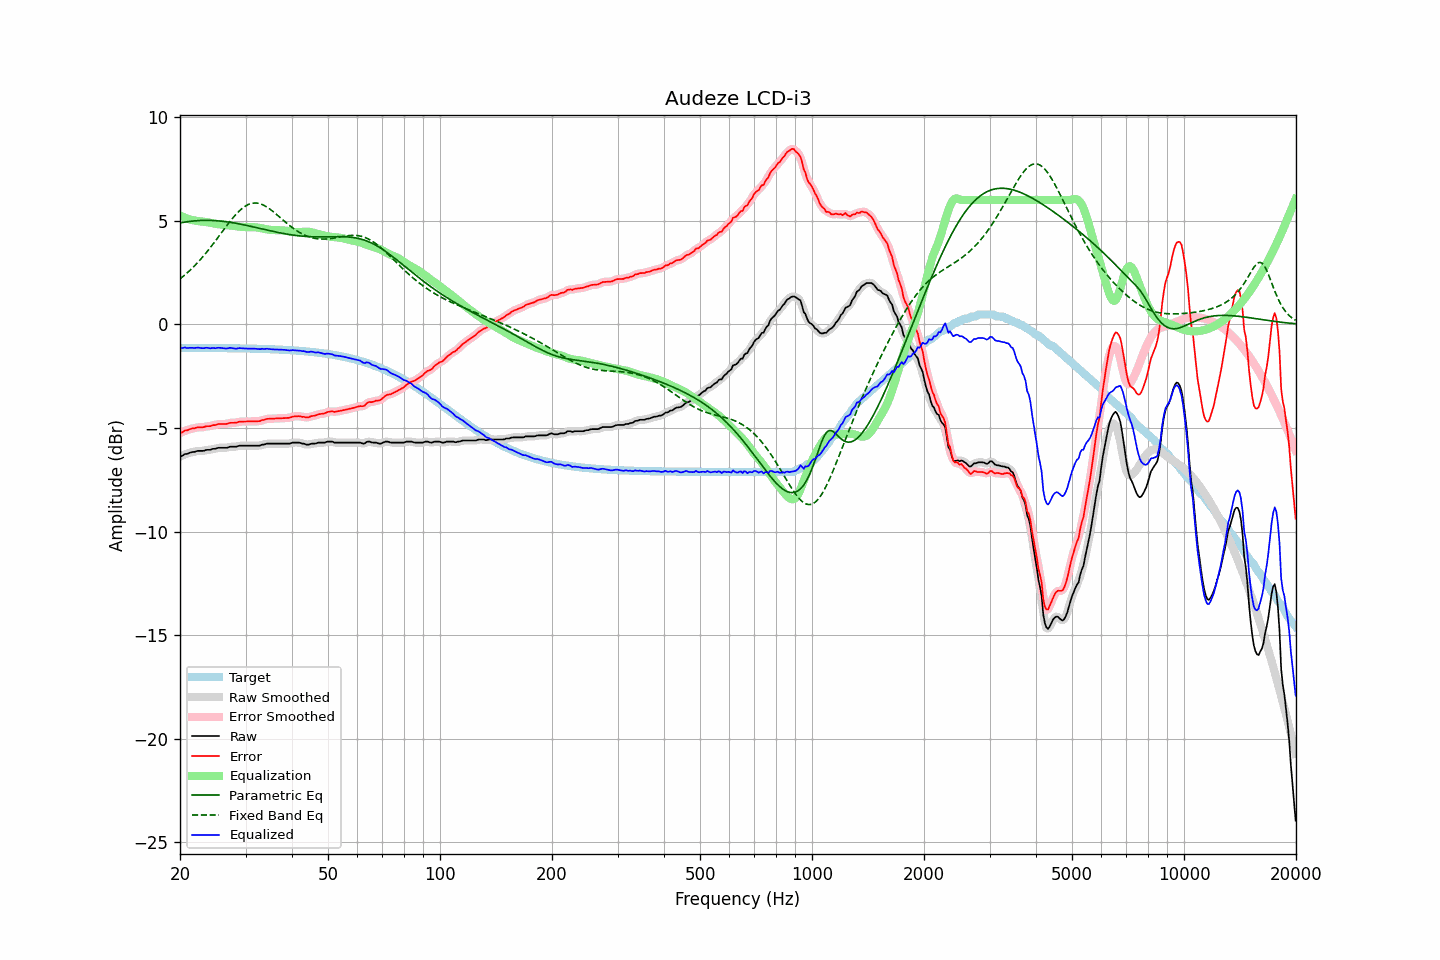 Audeze LCD-i3
Amplitude (dBr)
10
5
0
−5
−10
−15
−20
−25
Target
Raw Smoothed
Error Smoothed
Raw
Error
Equalization
Parametric Eq
Fixed Band Eq
Equalized
20 50 100 200 500 1000 2000 5000 10000 20000
Frequency (Hz)